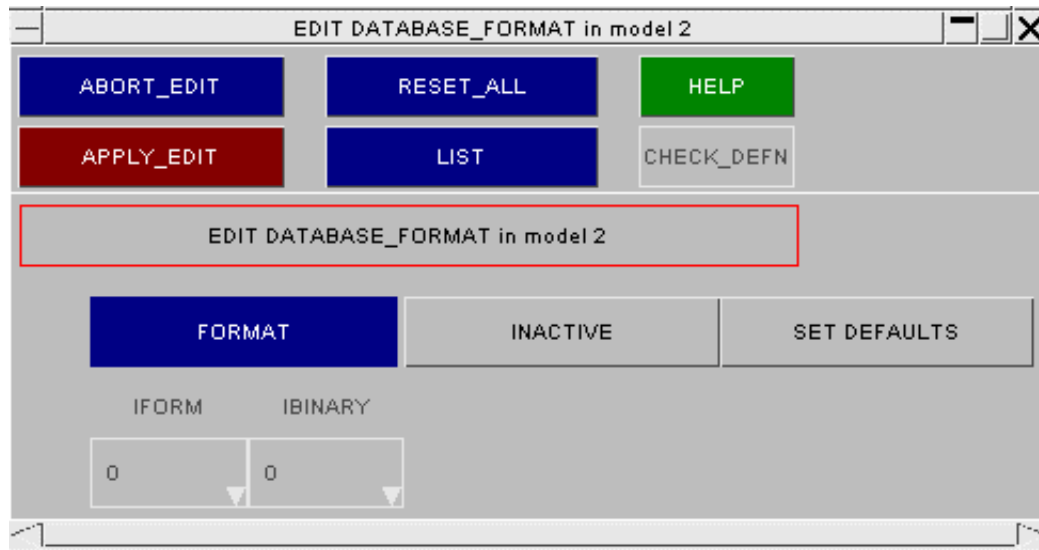 EDIT DATABASE_FORMAT in model 2
ABORT_EDIT RESET_ALL HELP
APPLY_EDIT LIST CHECK_DEFN
EDIT DATABASE_FORMAT in model 2
FORMAT INACTIVE SET DEFAULTS
IFORM IBINARY
0 0